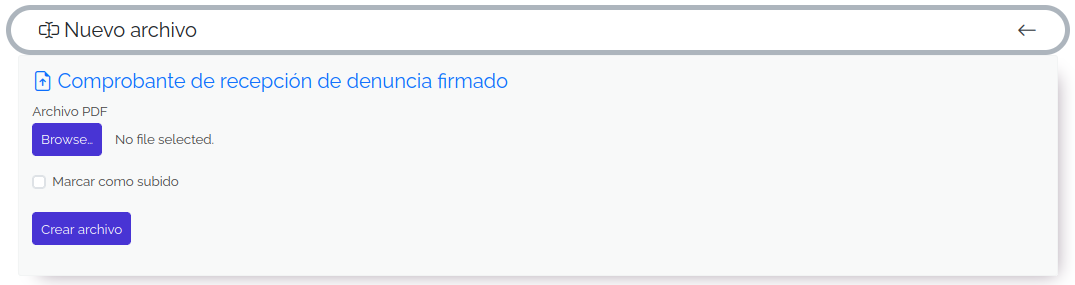 Nuevo archivo
Comprobante de recepción de denuncia firmado
Archivo PDF
Browse… No file selected.
Marcar como subido
Crear archivo